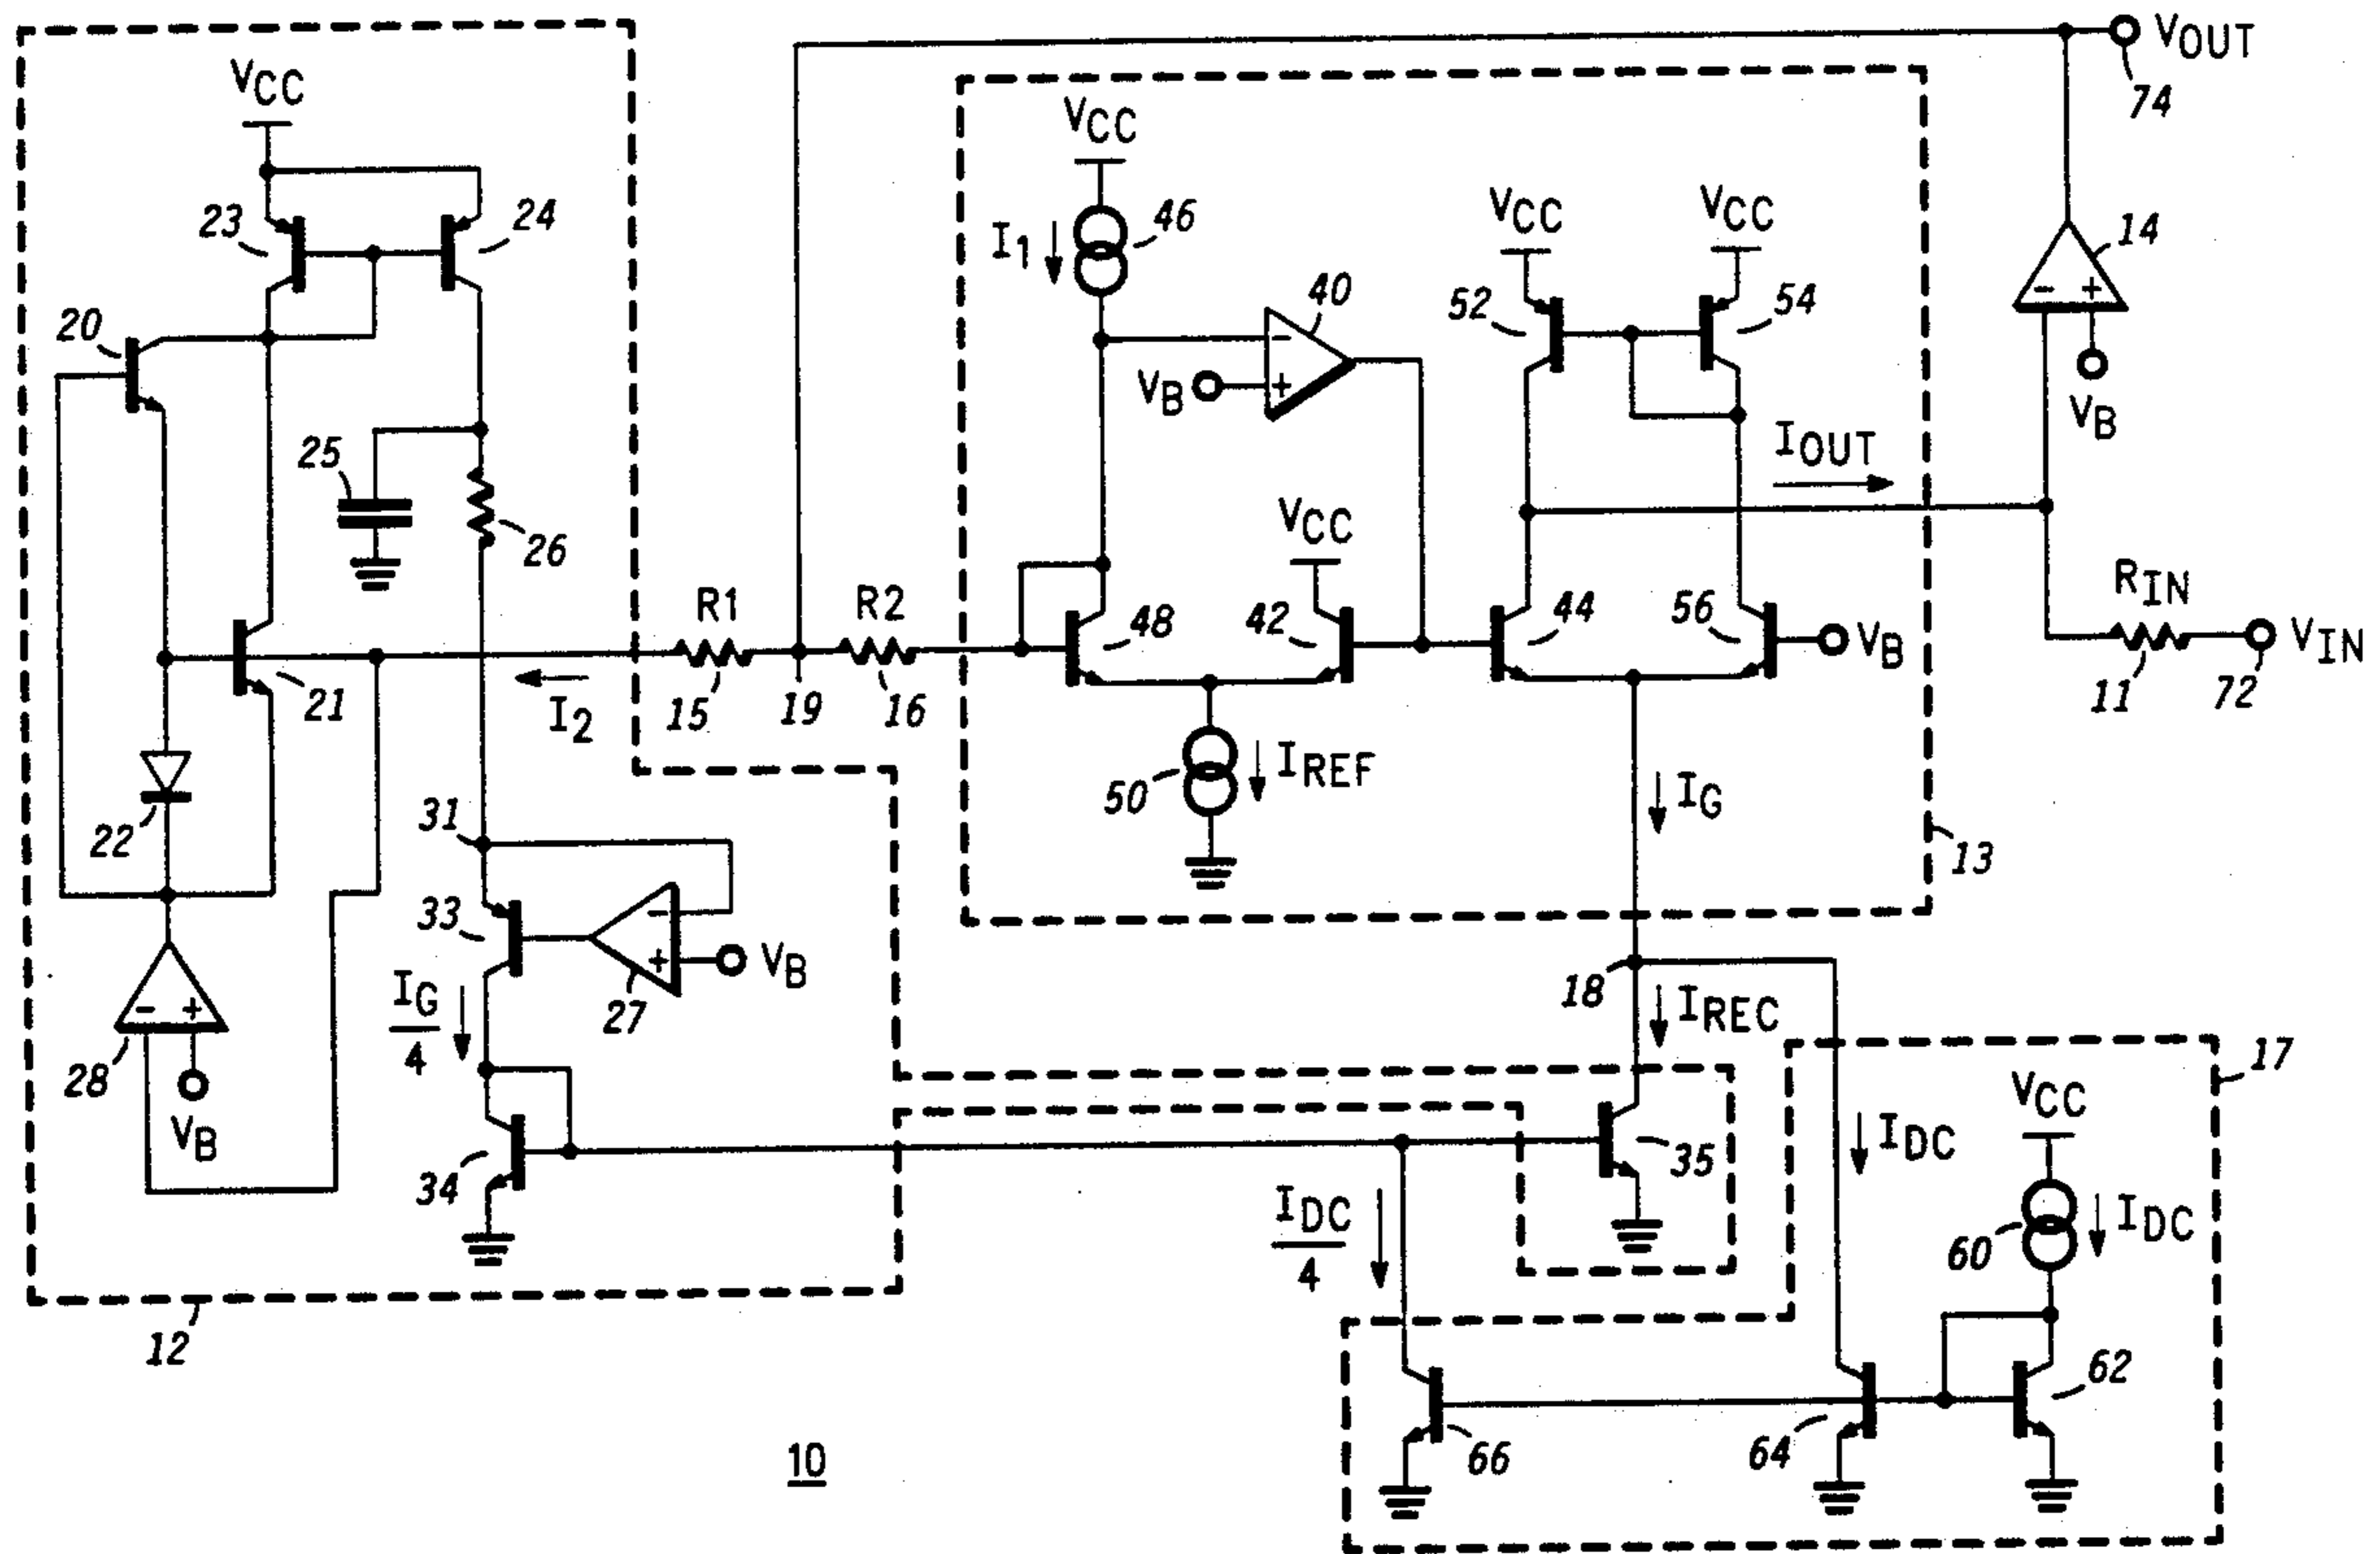 VCC
23
24
20
25
26
21
22
28
VB
31
33
27
VB
IG
4
34
12
I2
R1
15
19
R2
16
VCC
I1
46
40
VB
VCC
48
42
50
IREF
VCC
52
VCC
54
IOUT
44
56
VB
IG
13
18
IREC
35
IDC
4
66
64
IDC
17
VCC
60
IDC
62
VOUT
74
14
VB
RIN
11
VIN
72
10
- +
- +
- +
- +